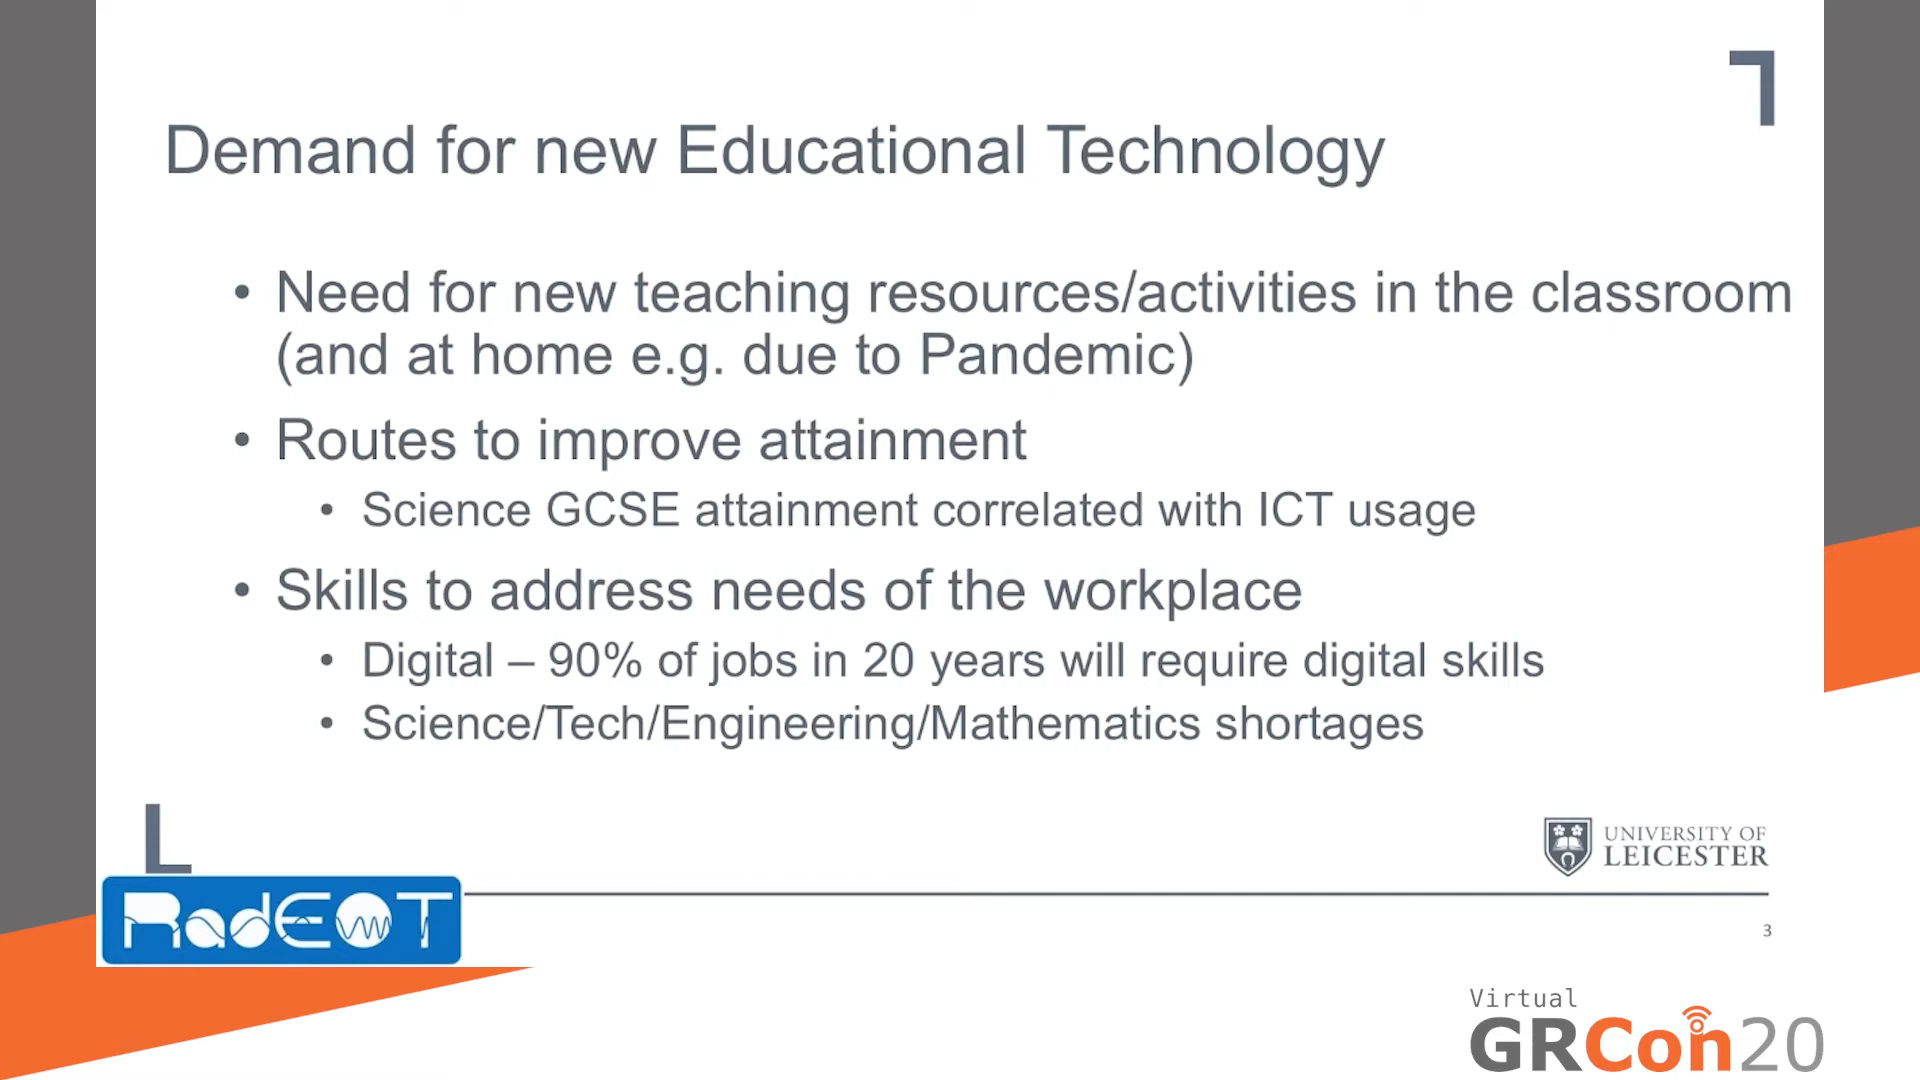 Demand for new Educational Technology
• Need for new teaching resources/activities in the classroom
(and at home e.g. due to Pandemic)
• Routes to improve attainment
• Science GCSE attainment correlated with ICT usage
• Skills to address needs of the workplace
• Digital – 90% of jobs in 20 years will require digital skills
• Science/Tech/Engineering/Mathematics shortages
UNIVERSITY OF
LEICESTER
RadEOT
3
Virtual
GRCon20